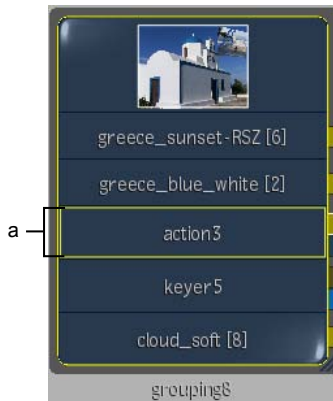 greece_sunset-RSZ [6]
greece_blue_white [2]
a
action3
keyer5
cloud_soft [8]
grouping8